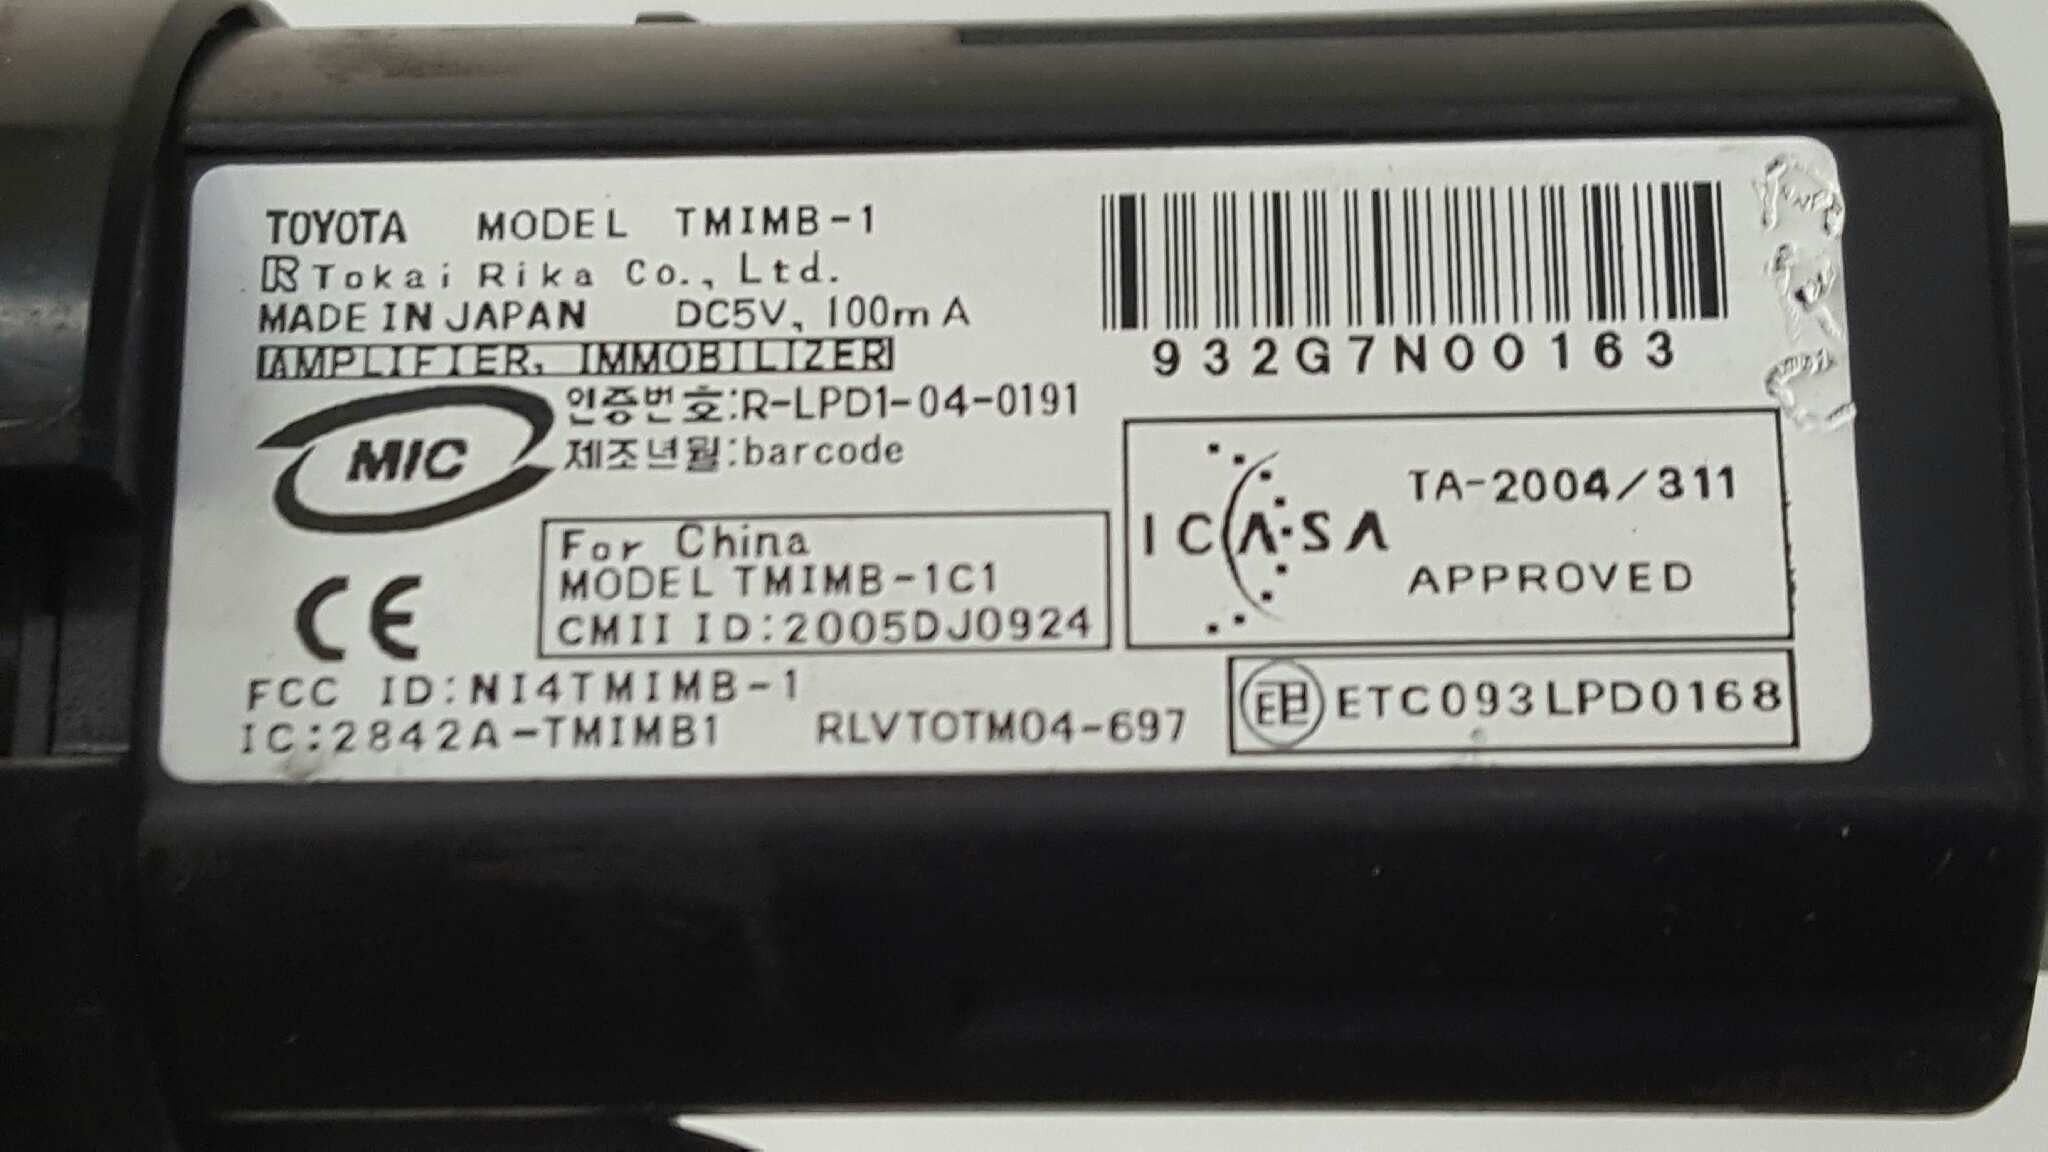 TOYOTA MODEL TMIMB-1
Tokai Rika Co., Ltd.
MADE IN JAPAN DC5V, 100mA
AMPLIFIER, IMMOBILIZER
932G7N00163
MIC
인증번호:R-LPD1-04-0191
제조년월:barcode
CE
For China
MODEL TMIMB-1C1
CMII ID:2005DJ0924
ICASA
TA-2004/311
APPROVED
FCC ID:NI4TMIMB-1
IC:2842A-TMIMB1 RLVTOTM04-697
ETC093LPD0168